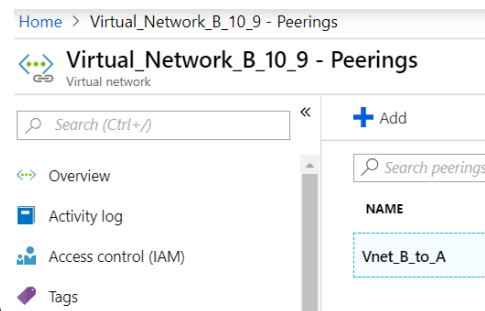 Home > Virtual_Network_B_10_9 - Peerings
Virtual_Network_B_10_9 - Peerings
Virtual network
Search (Ctrl+/)
«
Add
Overview
Search peerings
Activity log
NAME
Access control (IAM)
Vnet_B_to_A
Tags